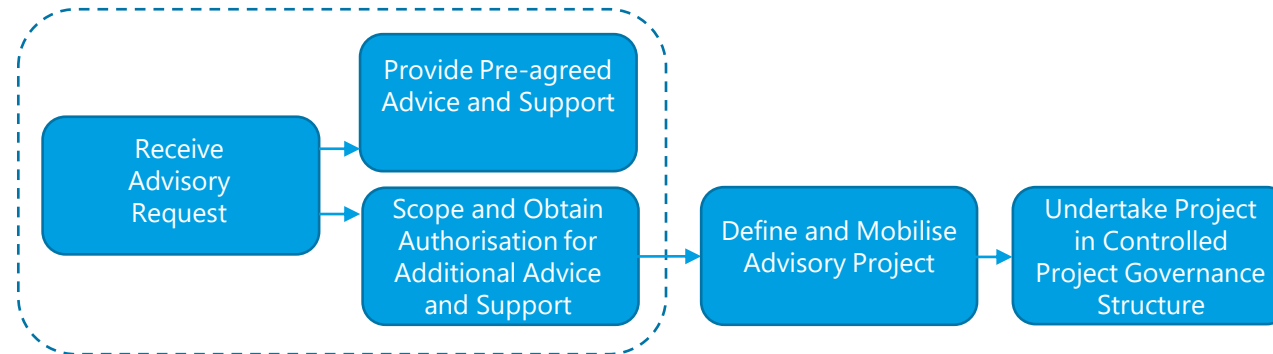 Receive
Advisory
Request
Provide Pre-agreed
Advice and Support
Scope and Obtain
Authorisation for
Additional Advice
and Support
Define and Mobilise
Advisory Project
Undertake Project
in Controlled
Project Governance
Structure